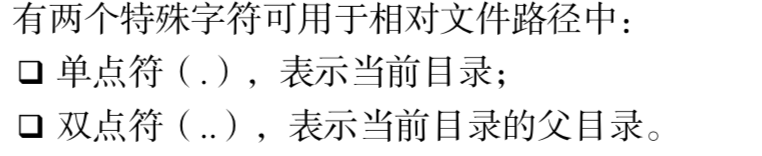 有两个特殊字符可用于相对文件路径中：
❑ 单点符（.），表示当前目录；
❑ 双点符（..），表示当前目录的父目录。